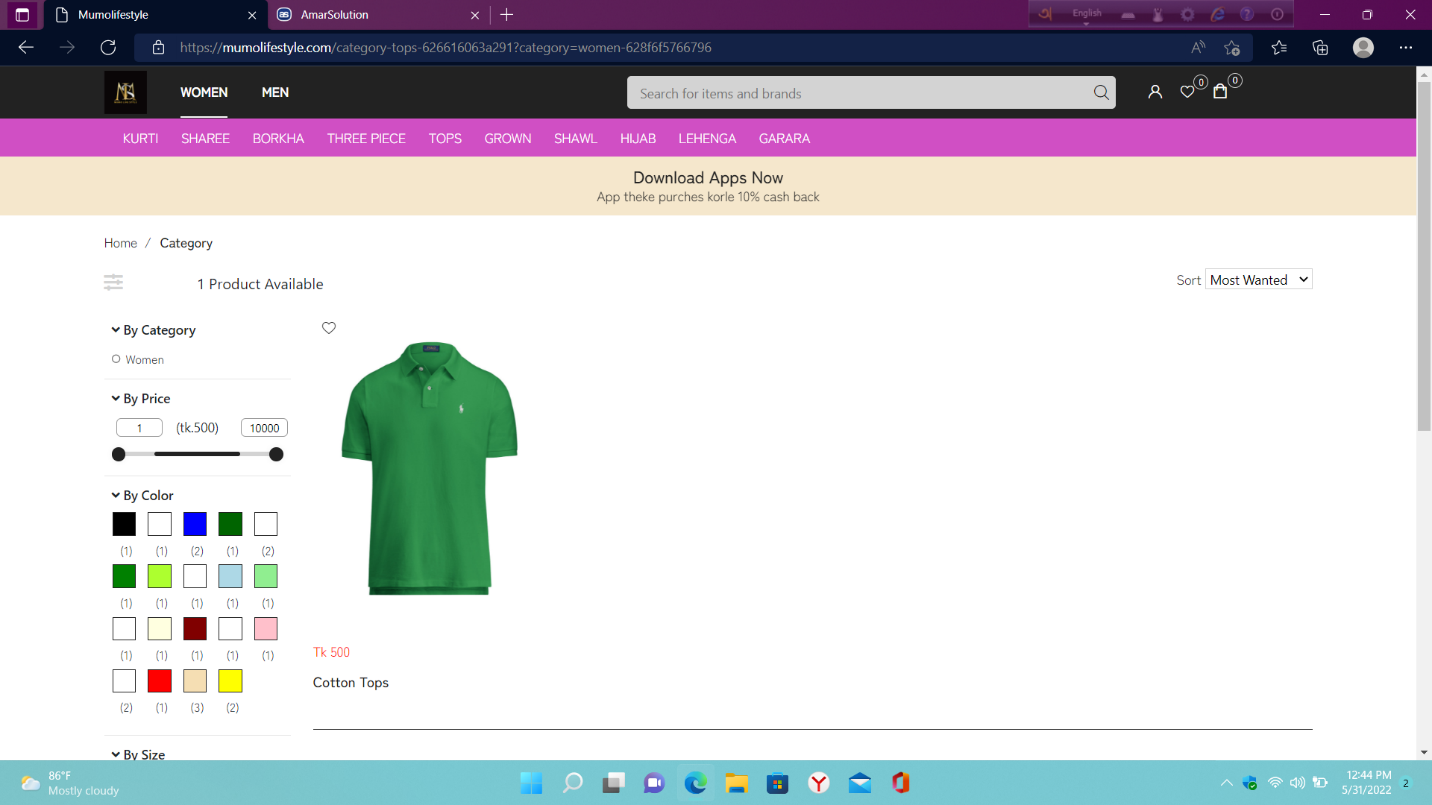 Mumolifestyle
AmarSolution
English
https://mumolifestyle.com/category-tops-626616063a291?category=women-628f6f5766796
WOMEN MEN
Search for items and brands
0 0
KURTI SHAREE BORKHA THREE PIECE TOPS GROWN SHAWL HIJAB LEHENGA GARARA
Download Apps Now
App theke purches korle 10% cash back
Home / Category
1 Product Available
Sort Most Wanted
By Category
Women
By Price
1 (tk.500) 10000
By Color
(1) (1) (2) (1) (2)
(1) (1) (1) (1) (1)
(1) (1) (1) (1) (1)
(2) (1) (3) (2)
By Size
Tk 500
Cotton Tops
86°F
Mostly cloudy
12:44 PM
5/31/2022
2